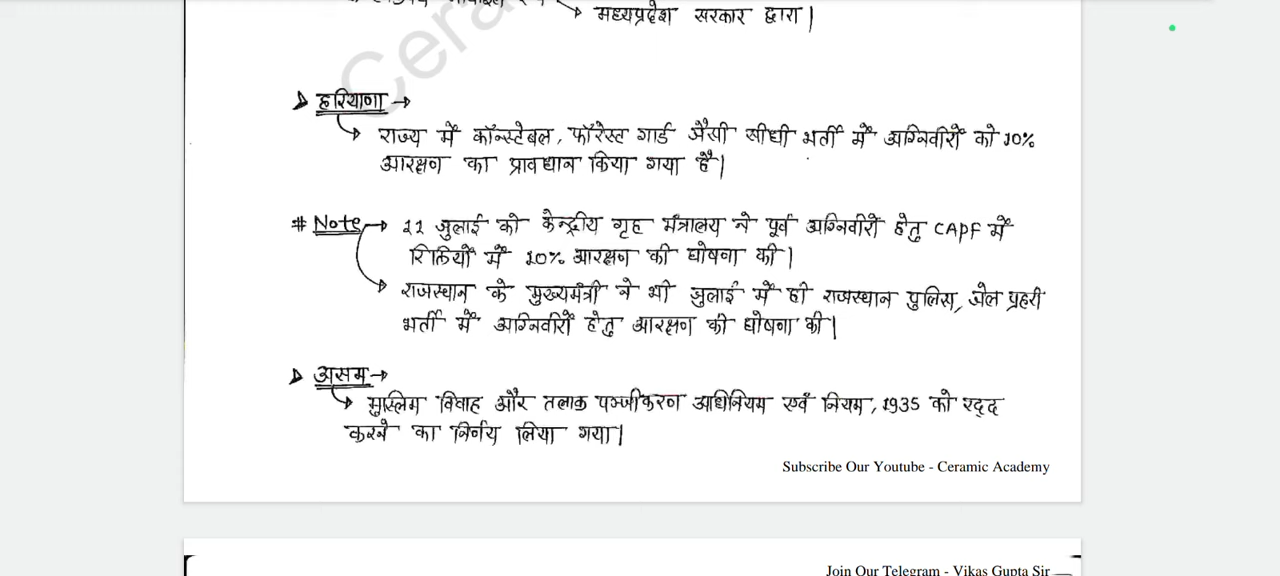 मध्यप्रदेश सरकार द्वारा।
Cera
हरियाणा →
राज्य में कॉन्स्टेबल, फॉरेस्ट गार्ड जैसी सीधी भर्ती में अग्निवीरों को 10%
आरक्षण का प्रावधान किया गया है।
# Note → 11 जुलाई को केन्द्रीय गृह मंत्रालय ने पूर्व अग्निवीरों हेतु CAPF में
रिक्तियों में 10% आरक्षण की घोषणा की।
राजस्थान के मुख्यमंत्री ने भी जुलाई में ही राजस्थान पुलिस, जेल प्रहरी
भर्ती में अग्निवीरों हेतु आरक्षण की घोषणा की।
असम →
मुस्लिम विवाह और तलाक पञ्जीकरण अधिनियम एवं नियम, 1935 को रद्द
करने का निर्णय लिया गया।
Subscribe Our Youtube - Ceramic Academy
Join Our Telegram - Vikas Gupta Sir